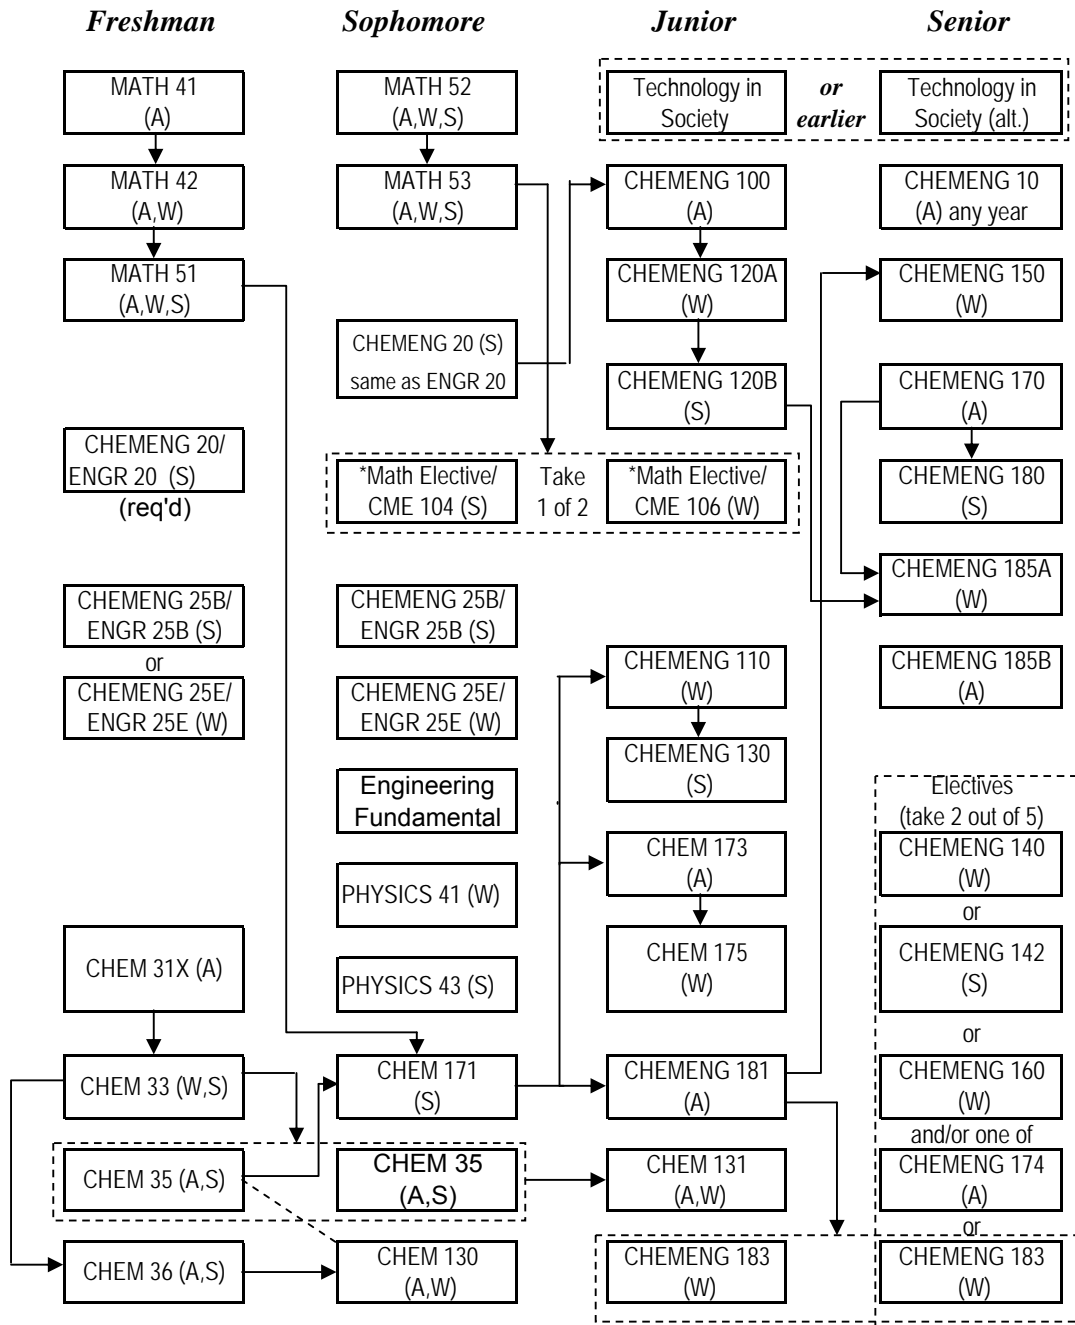 Freshman
Sophomore
Junior
Senior
MATH 41
(A)
MATH 42
(A,W)
MATH 51
(A,W,S)
CHEMENG 20/
ENGR 20 (S)
(req'd)
CHEMENG 25B/
ENGR 25B (S)
or
CHEMENG 25E/
ENGR 25E (W)
CHEM 31X (A)
CHEM 33 (W,S)
CHEM 35 (A,S)
CHEM 36 (A,S)
MATH 52
(A,W,S)
MATH 53
(A,W,S)
CHEMENG 20 (S)
same as ENGR 20
*Math Elective/
CME 104 (S)
Take
1 of 2
*Math Elective/
CME 106 (W)
CHEMENG 25B/
ENGR 25B (S)
CHEMENG 25E/
ENGR 25E (W)
Engineering
Fundamental
PHYSICS 41 (W)
PHYSICS 43 (S)
CHEM 171
(S)
CHEM 35
(A,S)
CHEM 130
(A,W)
Technology in
Society
or
earlier
Technology in
Society (alt.)
CHEMENG 100
(A)
CHEMENG 120A
(W)
CHEMENG 120B
(S)
CHEMENG 110
(W)
CHEMENG 130
(S)
CHEM 173
(A)
CHEM 175
(W)
CHEMENG 181
(A)
CHEM 131
(A,W)
CHEMENG 183
(W)
CHEMENG 10
(A) any year
CHEMENG 150
(W)
CHEMENG 170
(A)
CHEMENG 180
(S)
CHEMENG 185A
(W)
CHEMENG 185B
(A)
Electives
(take 2 out of 5)
CHEMENG 140
(W)
or
CHEMENG 142
(S)
or
CHEMENG 160
(W)
and/or one of
CHEMENG 174
(A)
or
CHEMENG 183
(W)